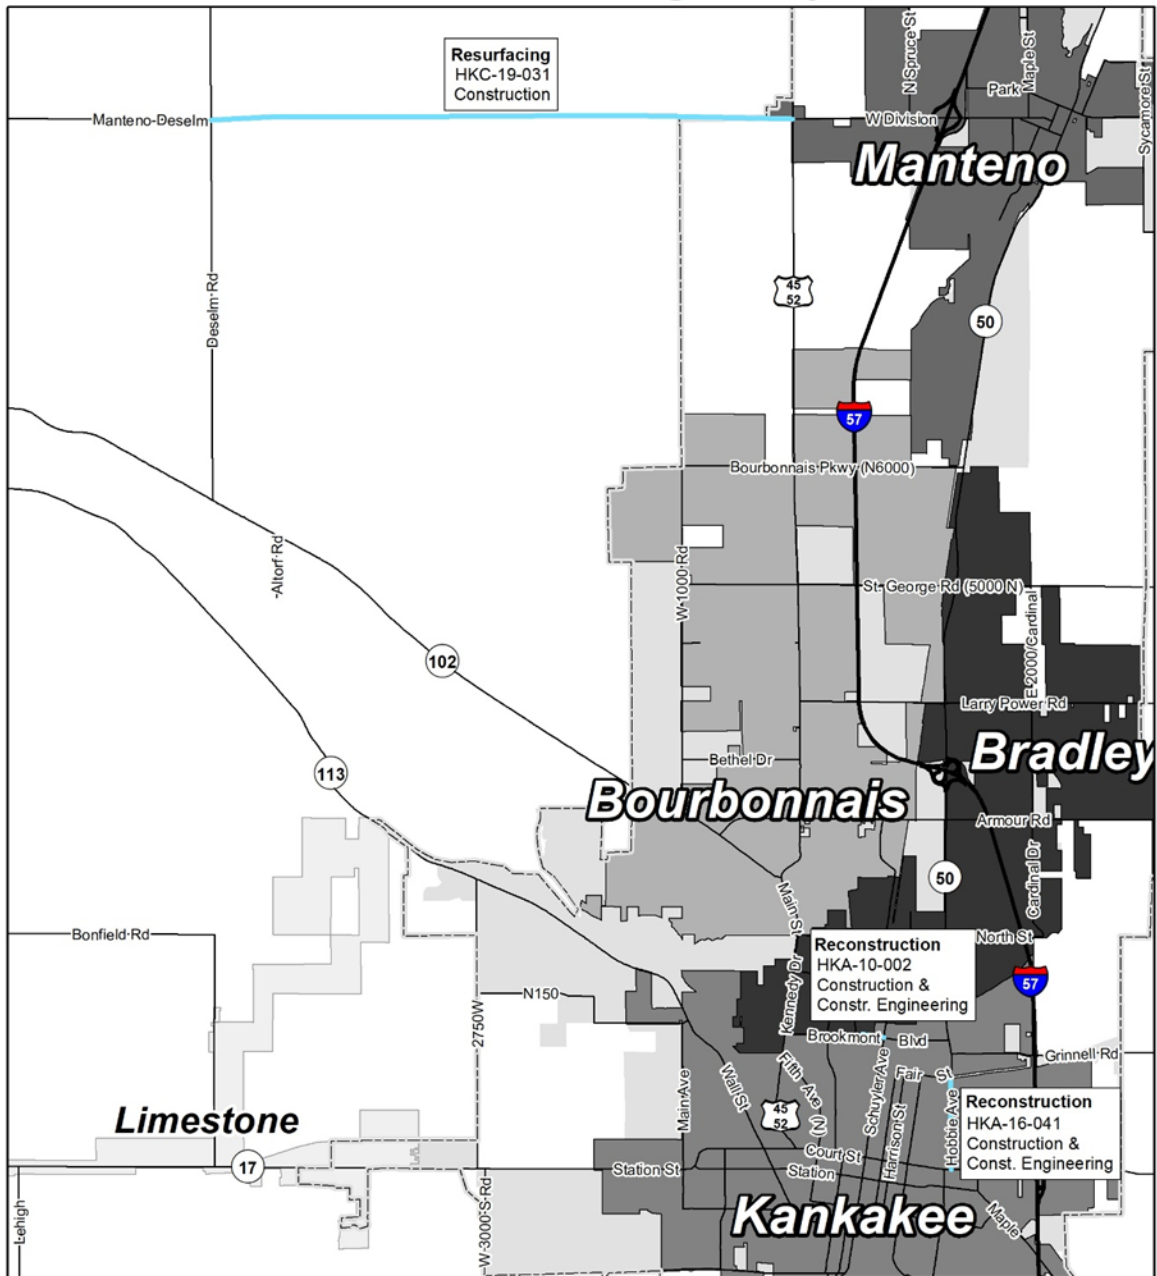 N Spruce St
Maple St
Sycamore St
Resurfacing
HKC-19-031
Construction
Park
Manteno-Deselm
W Division
Manteno
Deselm Rd
45
52
50
57
Bourbonnais Pkwy (N6000)
Altorf Rd
W 1000 Rd
St. George Rd (5000 N)
E 2000/Cardinal
102
Larry Power Rd
113
Bethel Dr
Bradley
Bourbonnais
Armour Rd
50
Cardinal Dr
Main St
Bonfield Rd
North St
Reconstruction
HKA-10-002
Construction &
Constr. Engineering
Kennedy Dr
57
N150
2750W
Brookmont Blvd
Grinnell Rd
Main Ave
Wall St
Fifth Ave (N)
Schuyler Ave
Harrison St
Fair St
Hobbie Ave
Reconstruction
HKA-16-041
Construction &
Const. Engineering
45
52
Limestone
Court St
17
Station St
Station
Lehigh
W 3000 S Rd
Maple
Kankakee